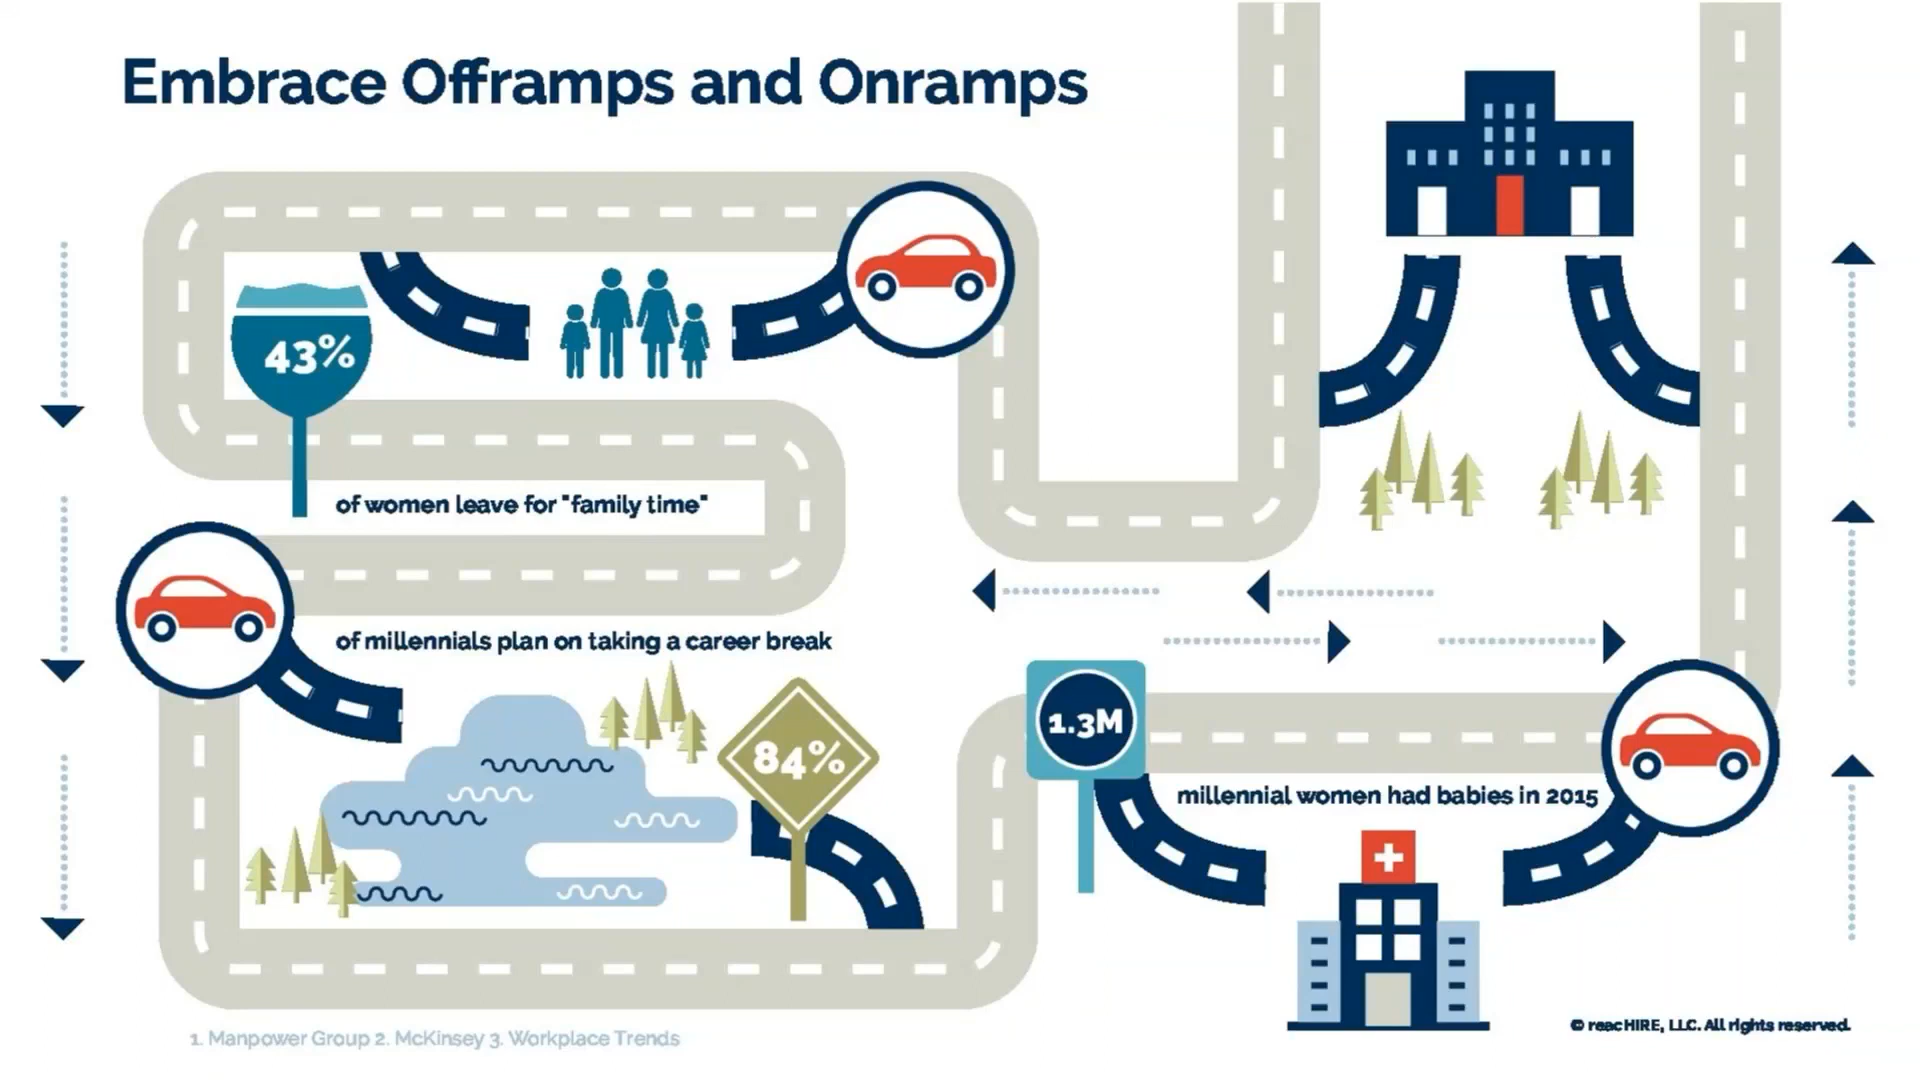 Embrace Offramps and Onramps
43%
of women leave for "family time"
of millennials plan on taking a career break
84%
1.3M
millennial women had babies in 2015
1. Manpower Group 2. McKinsey 3. Workplace Trends
© reacHIRE, LLC. All rights reserved.